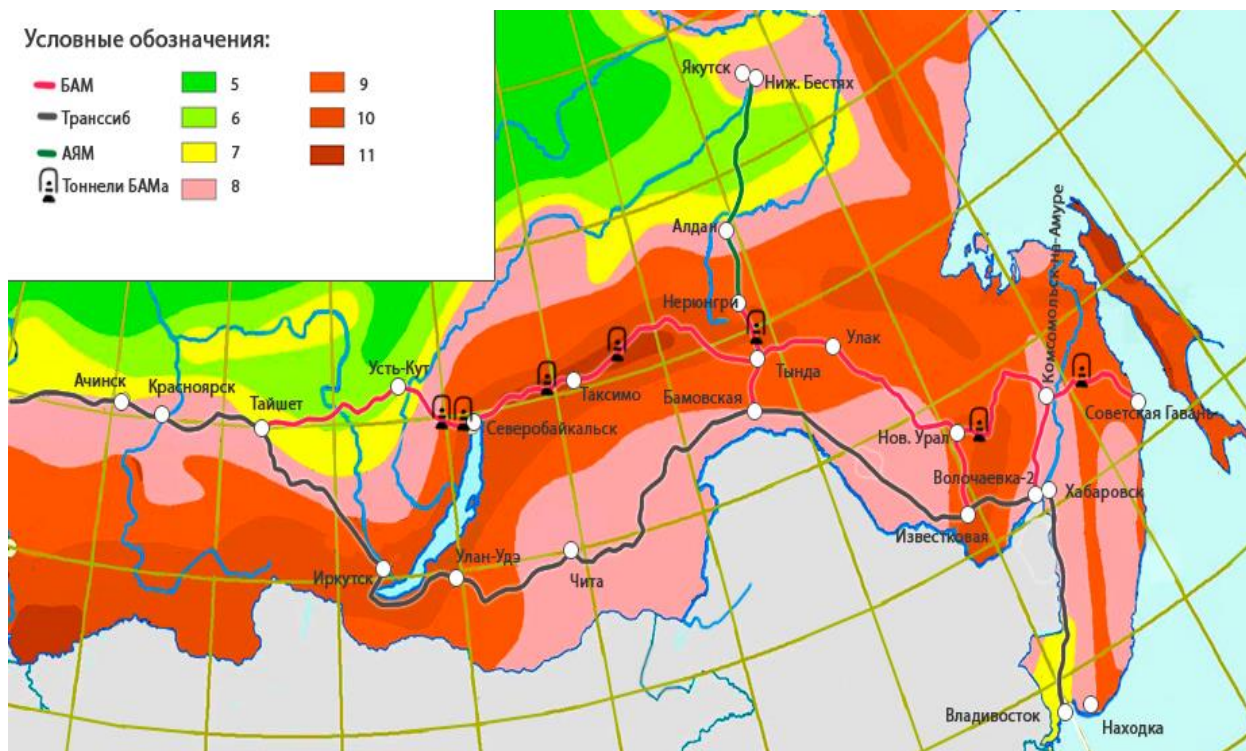 Условные обозначения:
БАМ
5
9
Транссиб
6
10
АЯМ
7
11
Тоннели БАМа
8
Якутск
Ниж. Бестях
Алдан
Нерюнгри
Комсомольск-на-Амуре
Улак
Тында
Усть-Кут
Ачинск
Красноярск
Таксимо
Тайшет
Бамовская
Советская Гавань
Северобайкальск
Нов. Урал
Волочаевка-2
Хабаровск
Известковая
Улан-Удэ
Иркутск
Чита
Владивосток
Находка